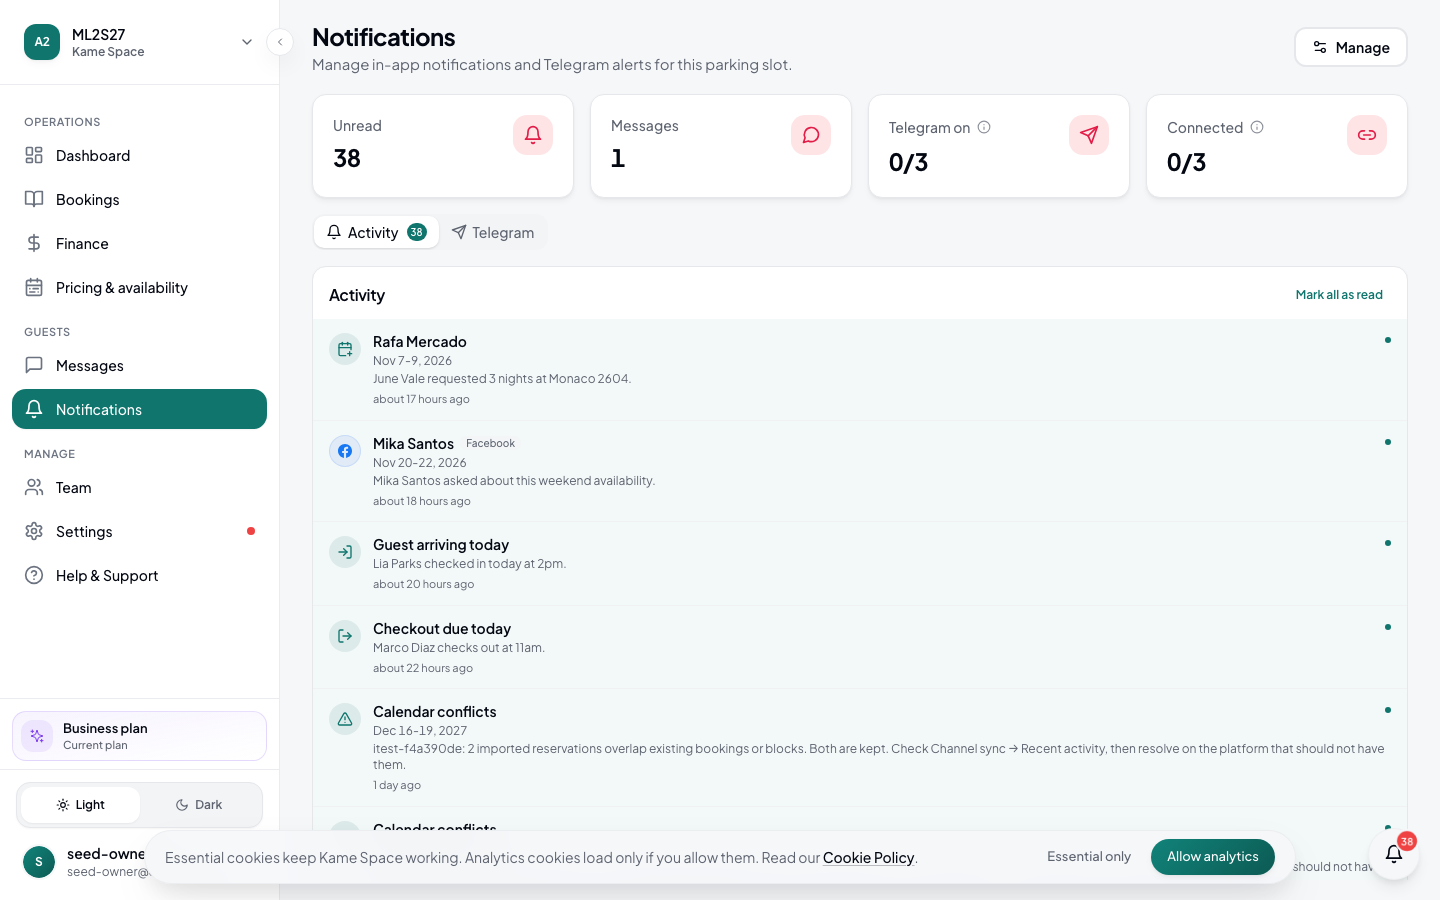 A2
ML2S27
Kame Space
OPERATIONS
Dashboard
Bookings
Finance
Pricing & availability
GUESTS
Messages
Notifications
MANAGE
Team
Settings
Help & Support
Business plan
Current plan
Light
Dark
S
seed-owne
seed-owner@
Notifications
Manage in-app notifications and Telegram alerts for this parking slot.
Manage
Unread
38
Messages
1
Telegram on
0/3
Connected
0/3
Activity 38
Telegram
Activity
Mark all as read
Rafa Mercado
Nov 7-9, 2026
June Vale requested 3 nights at Monaco 2604.
about 17 hours ago
Mika Santos Facebook
Nov 20-22, 2026
Mika Santos asked about this weekend availability.
about 18 hours ago
Guest arriving today
Lia Parks checked in today at 2pm.
about 20 hours ago
Checkout due today
Marco Diaz checks out at 11am.
about 22 hours ago
Calendar conflicts
Dec 16-19, 2027
itest-f4a390de: 2 imported reservations overlap existing bookings or blocks. Both are kept. Check Channel sync → Recent activity, then resolve on the platform that should not have
them.
1 day ago
Calendar conflicts
should not hav
Essential cookies keep Kame Space working. Analytics cookies load only if you allow them. Read our Cookie Policy.
Essential only
Allow analytics
38